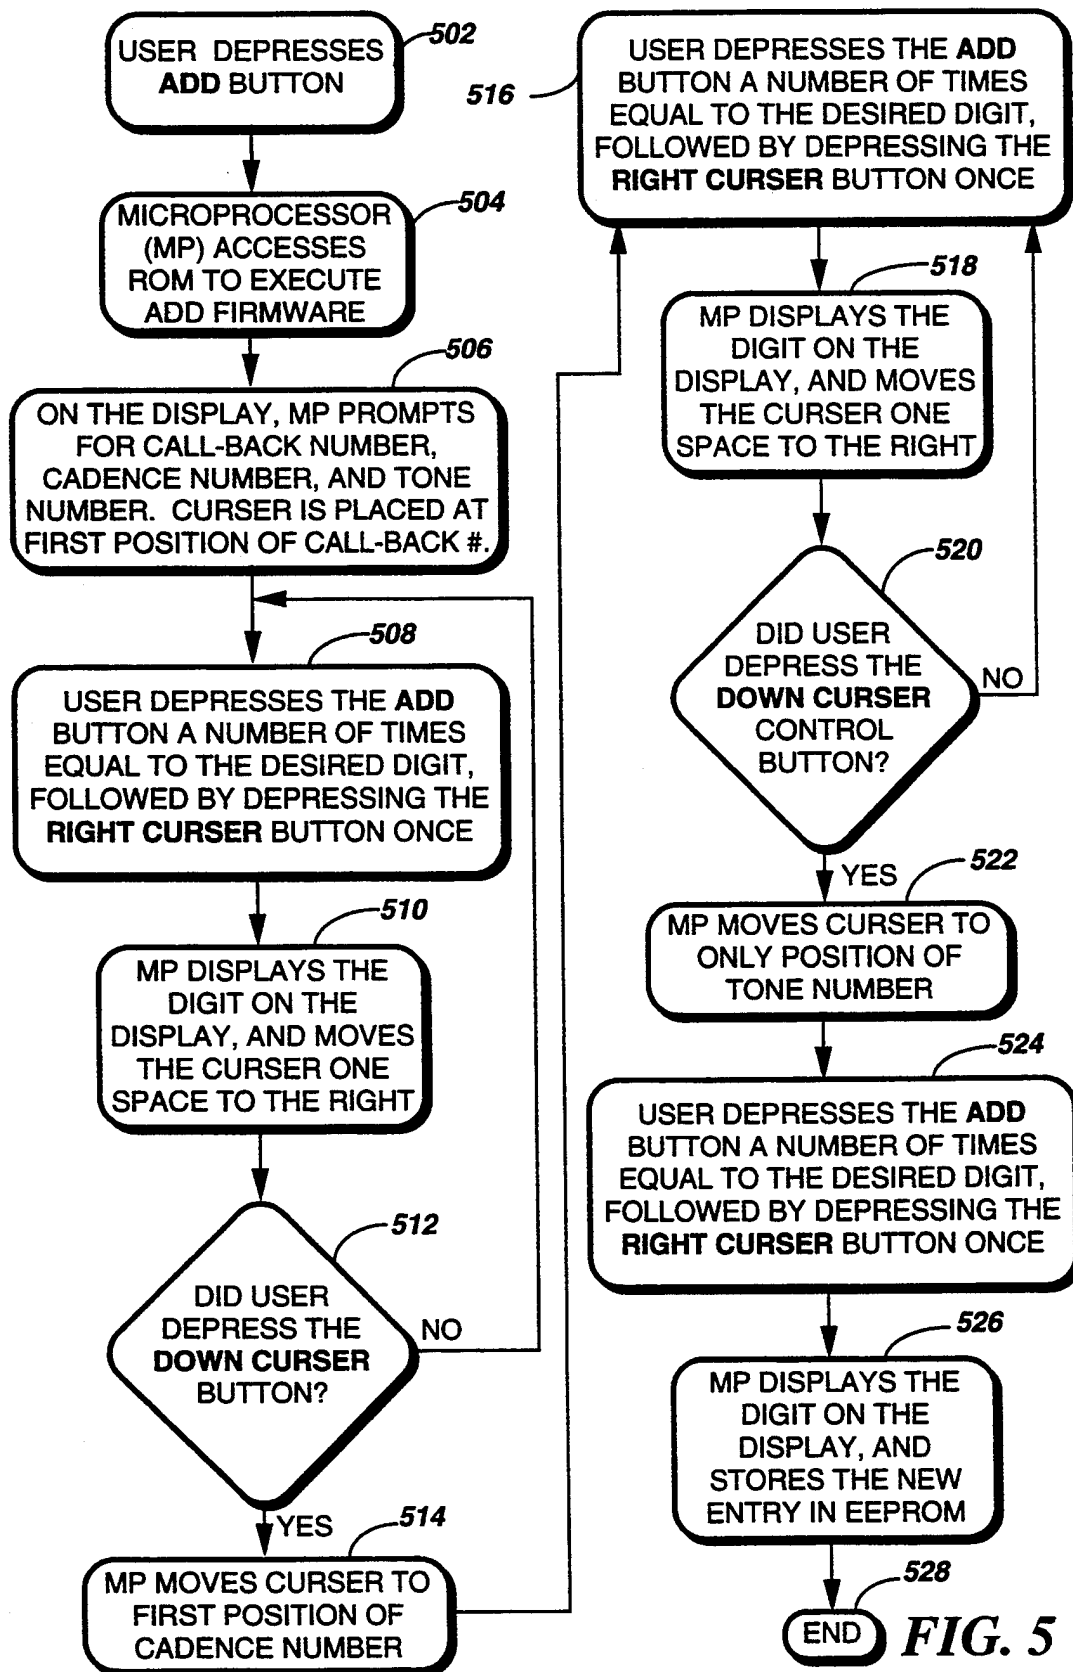 502
USER DEPRESSES
ADD BUTTON
504
MICROPROCESSOR
(MP) ACCESSES
ROM TO EXECUTE
ADD FIRMWARE
506
ON THE DISPLAY, MP PROMPTS
FOR CALL-BACK NUMBER,
CADENCE NUMBER, AND TONE
NUMBER. CURSER IS PLACED AT
FIRST POSITION OF CALL-BACK #.
508
USER DEPRESSES THE ADD
BUTTON A NUMBER OF TIMES
EQUAL TO THE DESIRED DIGIT,
FOLLOWED BY DEPRESSING THE
RIGHT CURSER BUTTON ONCE
510
MP DISPLAYS THE
DIGIT ON THE
DISPLAY, AND MOVES
THE CURSER ONE
SPACE TO THE RIGHT
512
DID USER
DEPRESS THE
DOWN CURSER
BUTTON?
NO
YES
514
MP MOVES CURSER TO
FIRST POSITION OF
CADENCE NUMBER
516
USER DEPRESSES THE ADD
BUTTON A NUMBER OF TIMES
EQUAL TO THE DESIRED DIGIT,
FOLLOWED BY DEPRESSING THE
RIGHT CURSER BUTTON ONCE
518
MP DISPLAYS THE
DIGIT ON THE
DISPLAY, AND MOVES
THE CURSER ONE
SPACE TO THE RIGHT
520
DID USER
DEPRESS THE
DOWN CURSER
CONTROL
BUTTON?
NO
YES
522
MP MOVES CURSER TO
ONLY POSITION OF
TONE NUMBER
524
USER DEPRESSES THE ADD
BUTTON A NUMBER OF TIMES
EQUAL TO THE DESIRED DIGIT,
FOLLOWED BY DEPRESSING THE
RIGHT CURSER BUTTON ONCE
526
MP DISPLAYS THE
DIGIT ON THE
DISPLAY, AND
STORES THE NEW
ENTRY IN EEPROM
528
END
FIG. 5